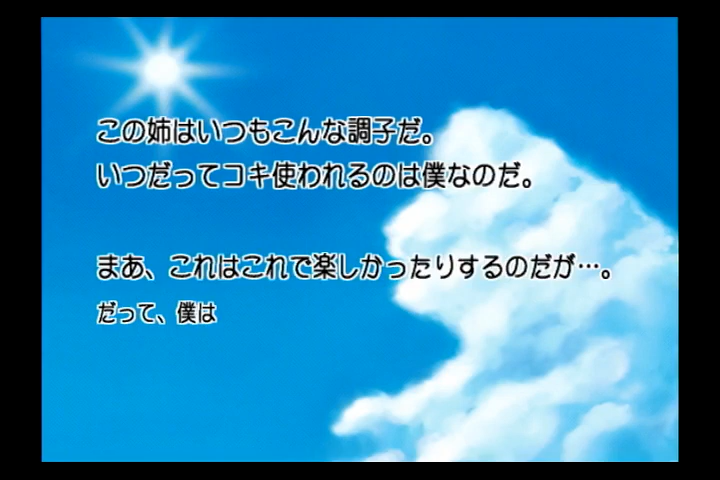 この姉はいつもこんな調子だ。
いつだってコキ使われるのは僕なのだ。
まあ、これはこれで楽しかったりするのだが…。
だって、僕は